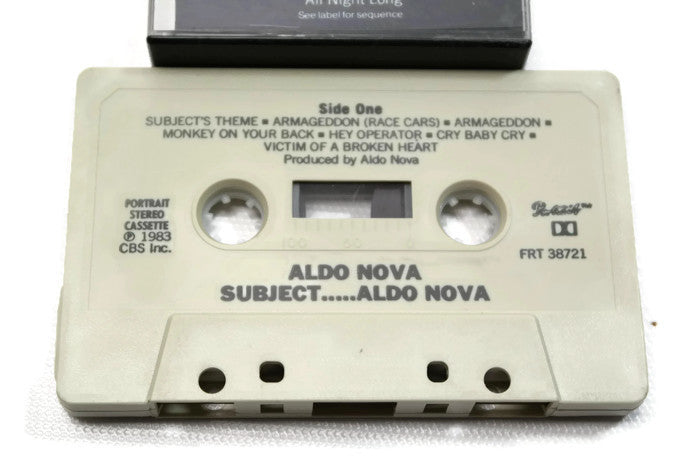 All Night Long
See label for sequence
Side One
SUBJECT'S THEME ▪ ARMAGEDDON (RACE CARS) ▪ ARMAGEDDON ▪
MONKEY ON YOUR BACK ▪ HEY OPERATOR ▪ CRY BABY CRY ▪
VICTIM OF A BROKEN HEART
Produced by Aldo Nova
PORTRAIT
STEREO
CASSETTE
℗ 1983
CBS Inc.
Portrait™
FRT 38721
100 50 0
ALDO NOVA
SUBJECT.....ALDO NOVA